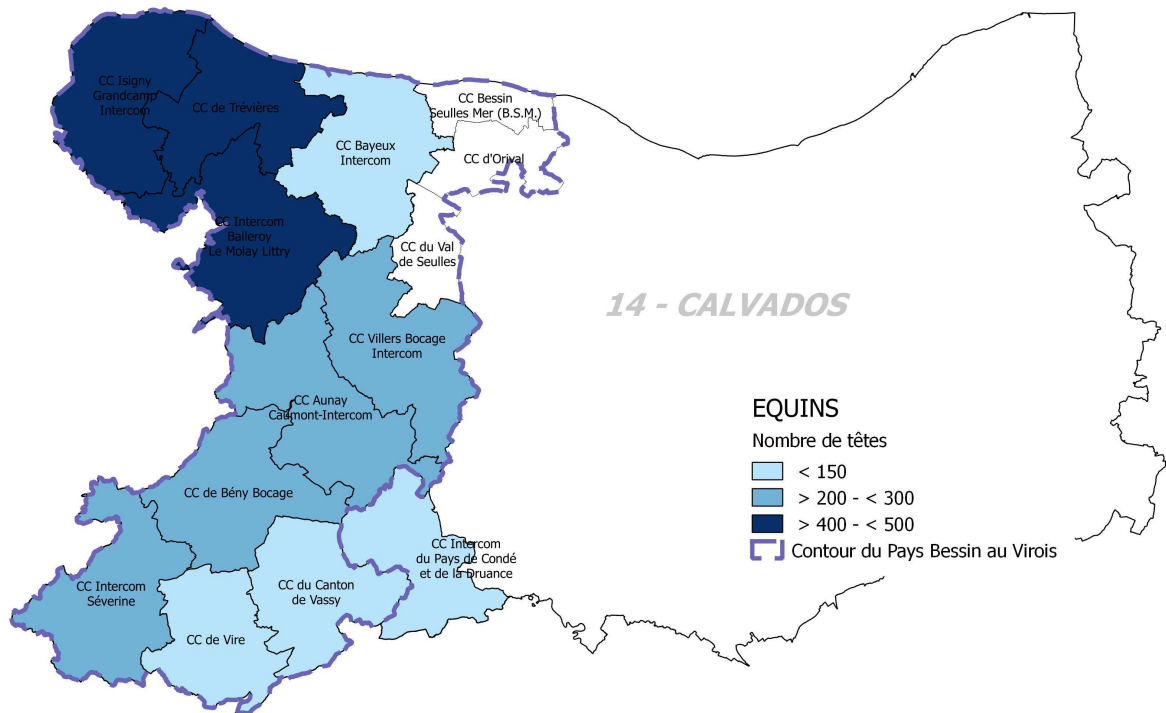 CC Isigny
Grandcamp
Intercom
CC de Trévières
CC Bayeux
Intercom
CC Bessin
Seulles Mer (B.S.M.)
CC d'Orival
CC Intercom
Balleroy
Le Molay Littry
CC du Val
de Seulles
14 - CALVADOS
CC Villers Bocage
Intercom
CC Aunay
Caumont-Intercom
CC de Bény Bocage
CC Intercom
du Pays de Condé
et de la Druance
CC Intercom
Séverine
CC du Canton
de Vassy
CC de Vire
EQUINS
Nombre de têtes
< 150
> 200 - < 300
> 400 - < 500
Contour du Pays Bessin au Virois